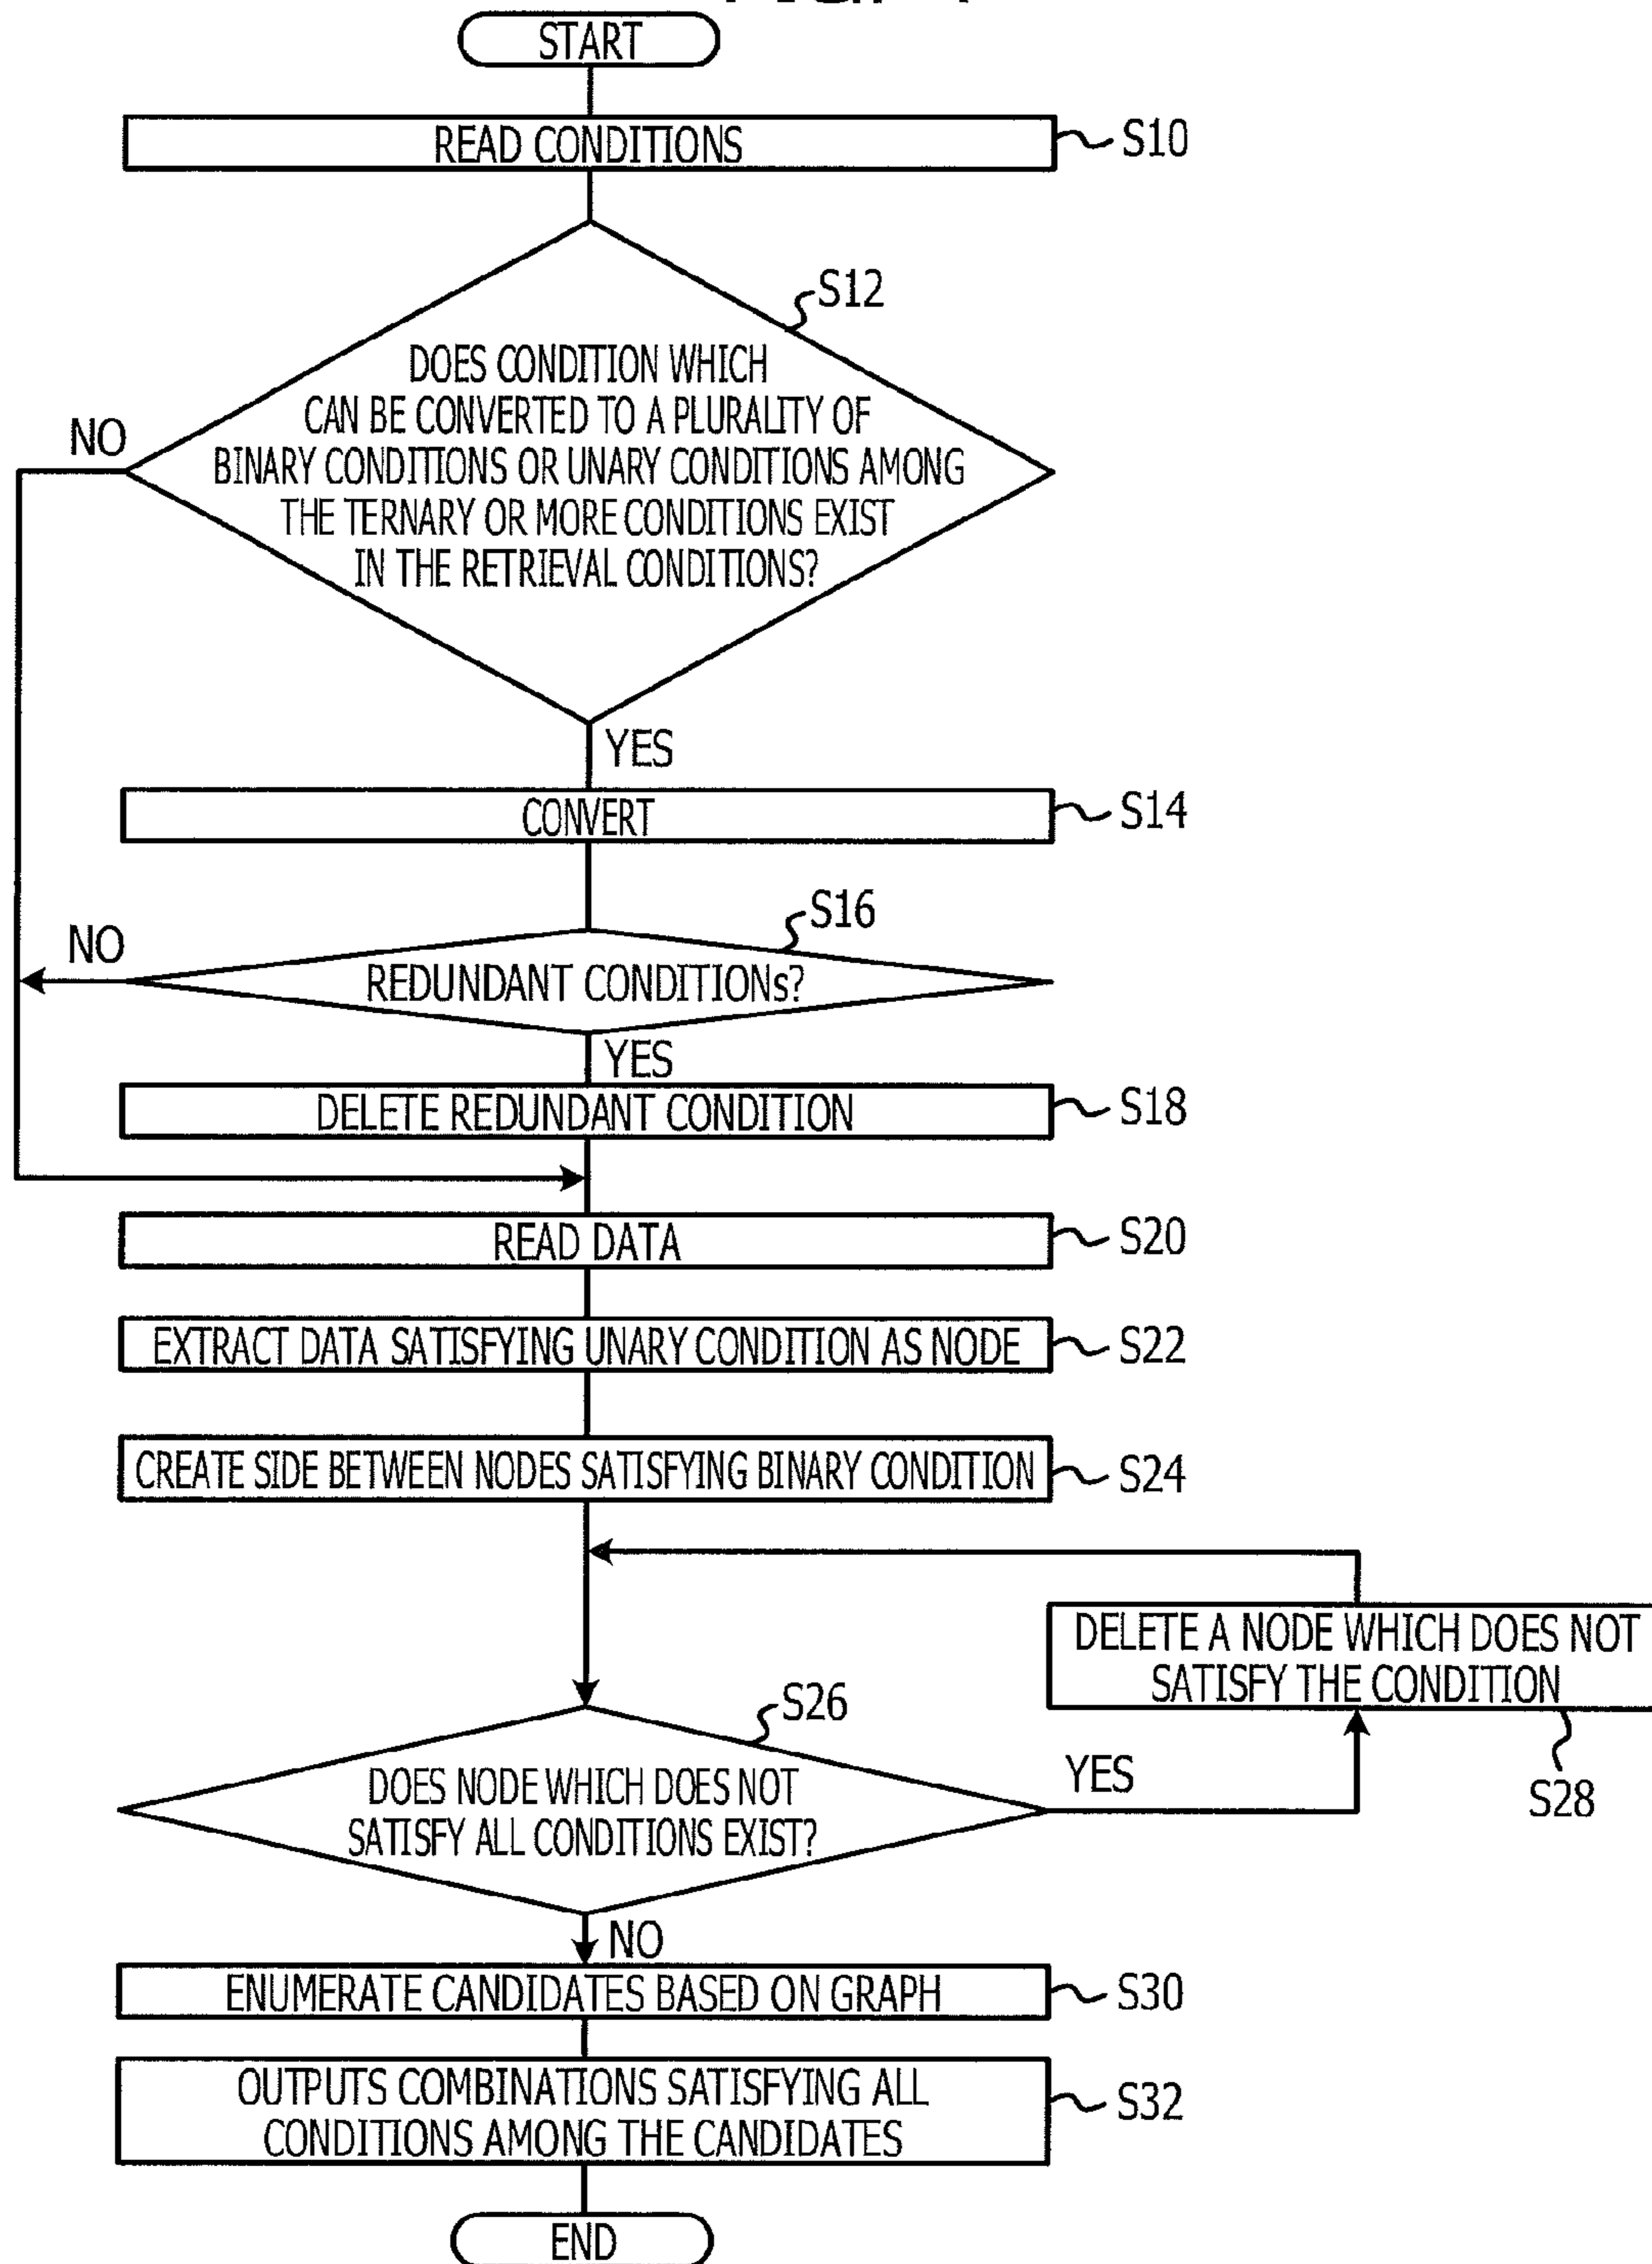 START
READ CONDITIONS
S10
S12
DOES CONDITION WHICH
CAN BE CONVERTED TO A PLURALITY OF
BINARY CONDITIONS OR UNARY CONDITIONS AMONG
THE TERNARY OR MORE CONDITIONS EXIST
IN THE RETRIEVAL CONDITIONS?
NO
YES
CONVERT
S14
S16
NO
REDUNDANT CONDITIONs?
YES
DELETE REDUNDANT CONDITION
S18
READ DATA
S20
EXTRACT DATA SATISFYING UNARY CONDITION AS NODE
S22
CREATE SIDE BETWEEN NODES SATISFYING BINARY CONDITION
S24
DELETE A NODE WHICH DOES NOT
SATISFY THE CONDITION
S28
S26
DOES NODE WHICH DOES NOT
SATISFY ALL CONDITIONS EXIST?
YES
NO
ENUMERATE CANDIDATES BASED ON GRAPH
S30
OUTPUTS COMBINATIONS SATISFYING ALL
CONDITIONS AMONG THE CANDIDATES
S32
END